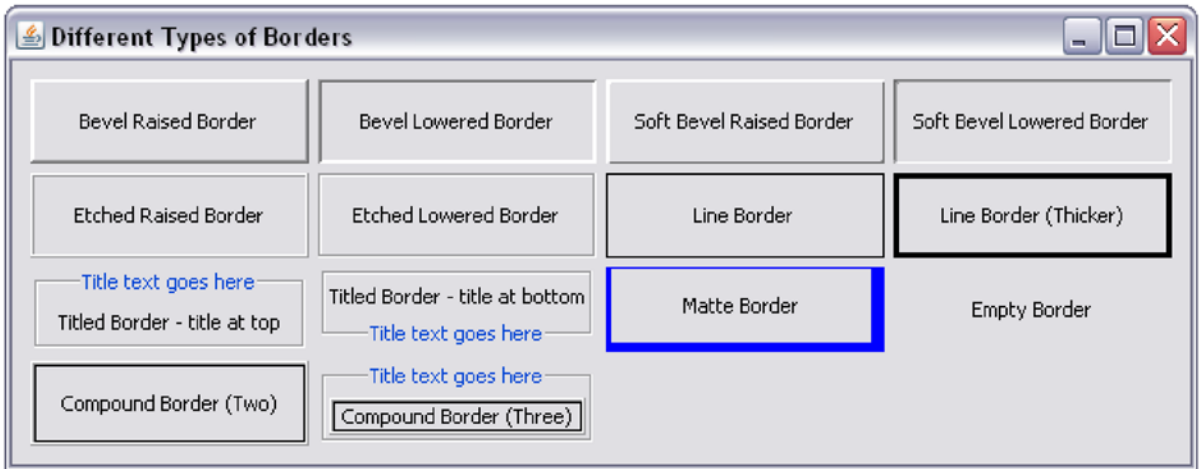 Different Types of Borders
Bevel Raised Border
Bevel Lowered Border
Soft Bevel Raised Border
Soft Bevel Lowered Border
Etched Raised Border
Etched Lowered Border
Line Border
Line Border (Thicker)
Title text goes here
Titled Border - title at top
Titled Border - title at bottom
Title text goes here
Matte Border
Empty Border
Compound Border (Two)
Title text goes here
Compound Border (Three)